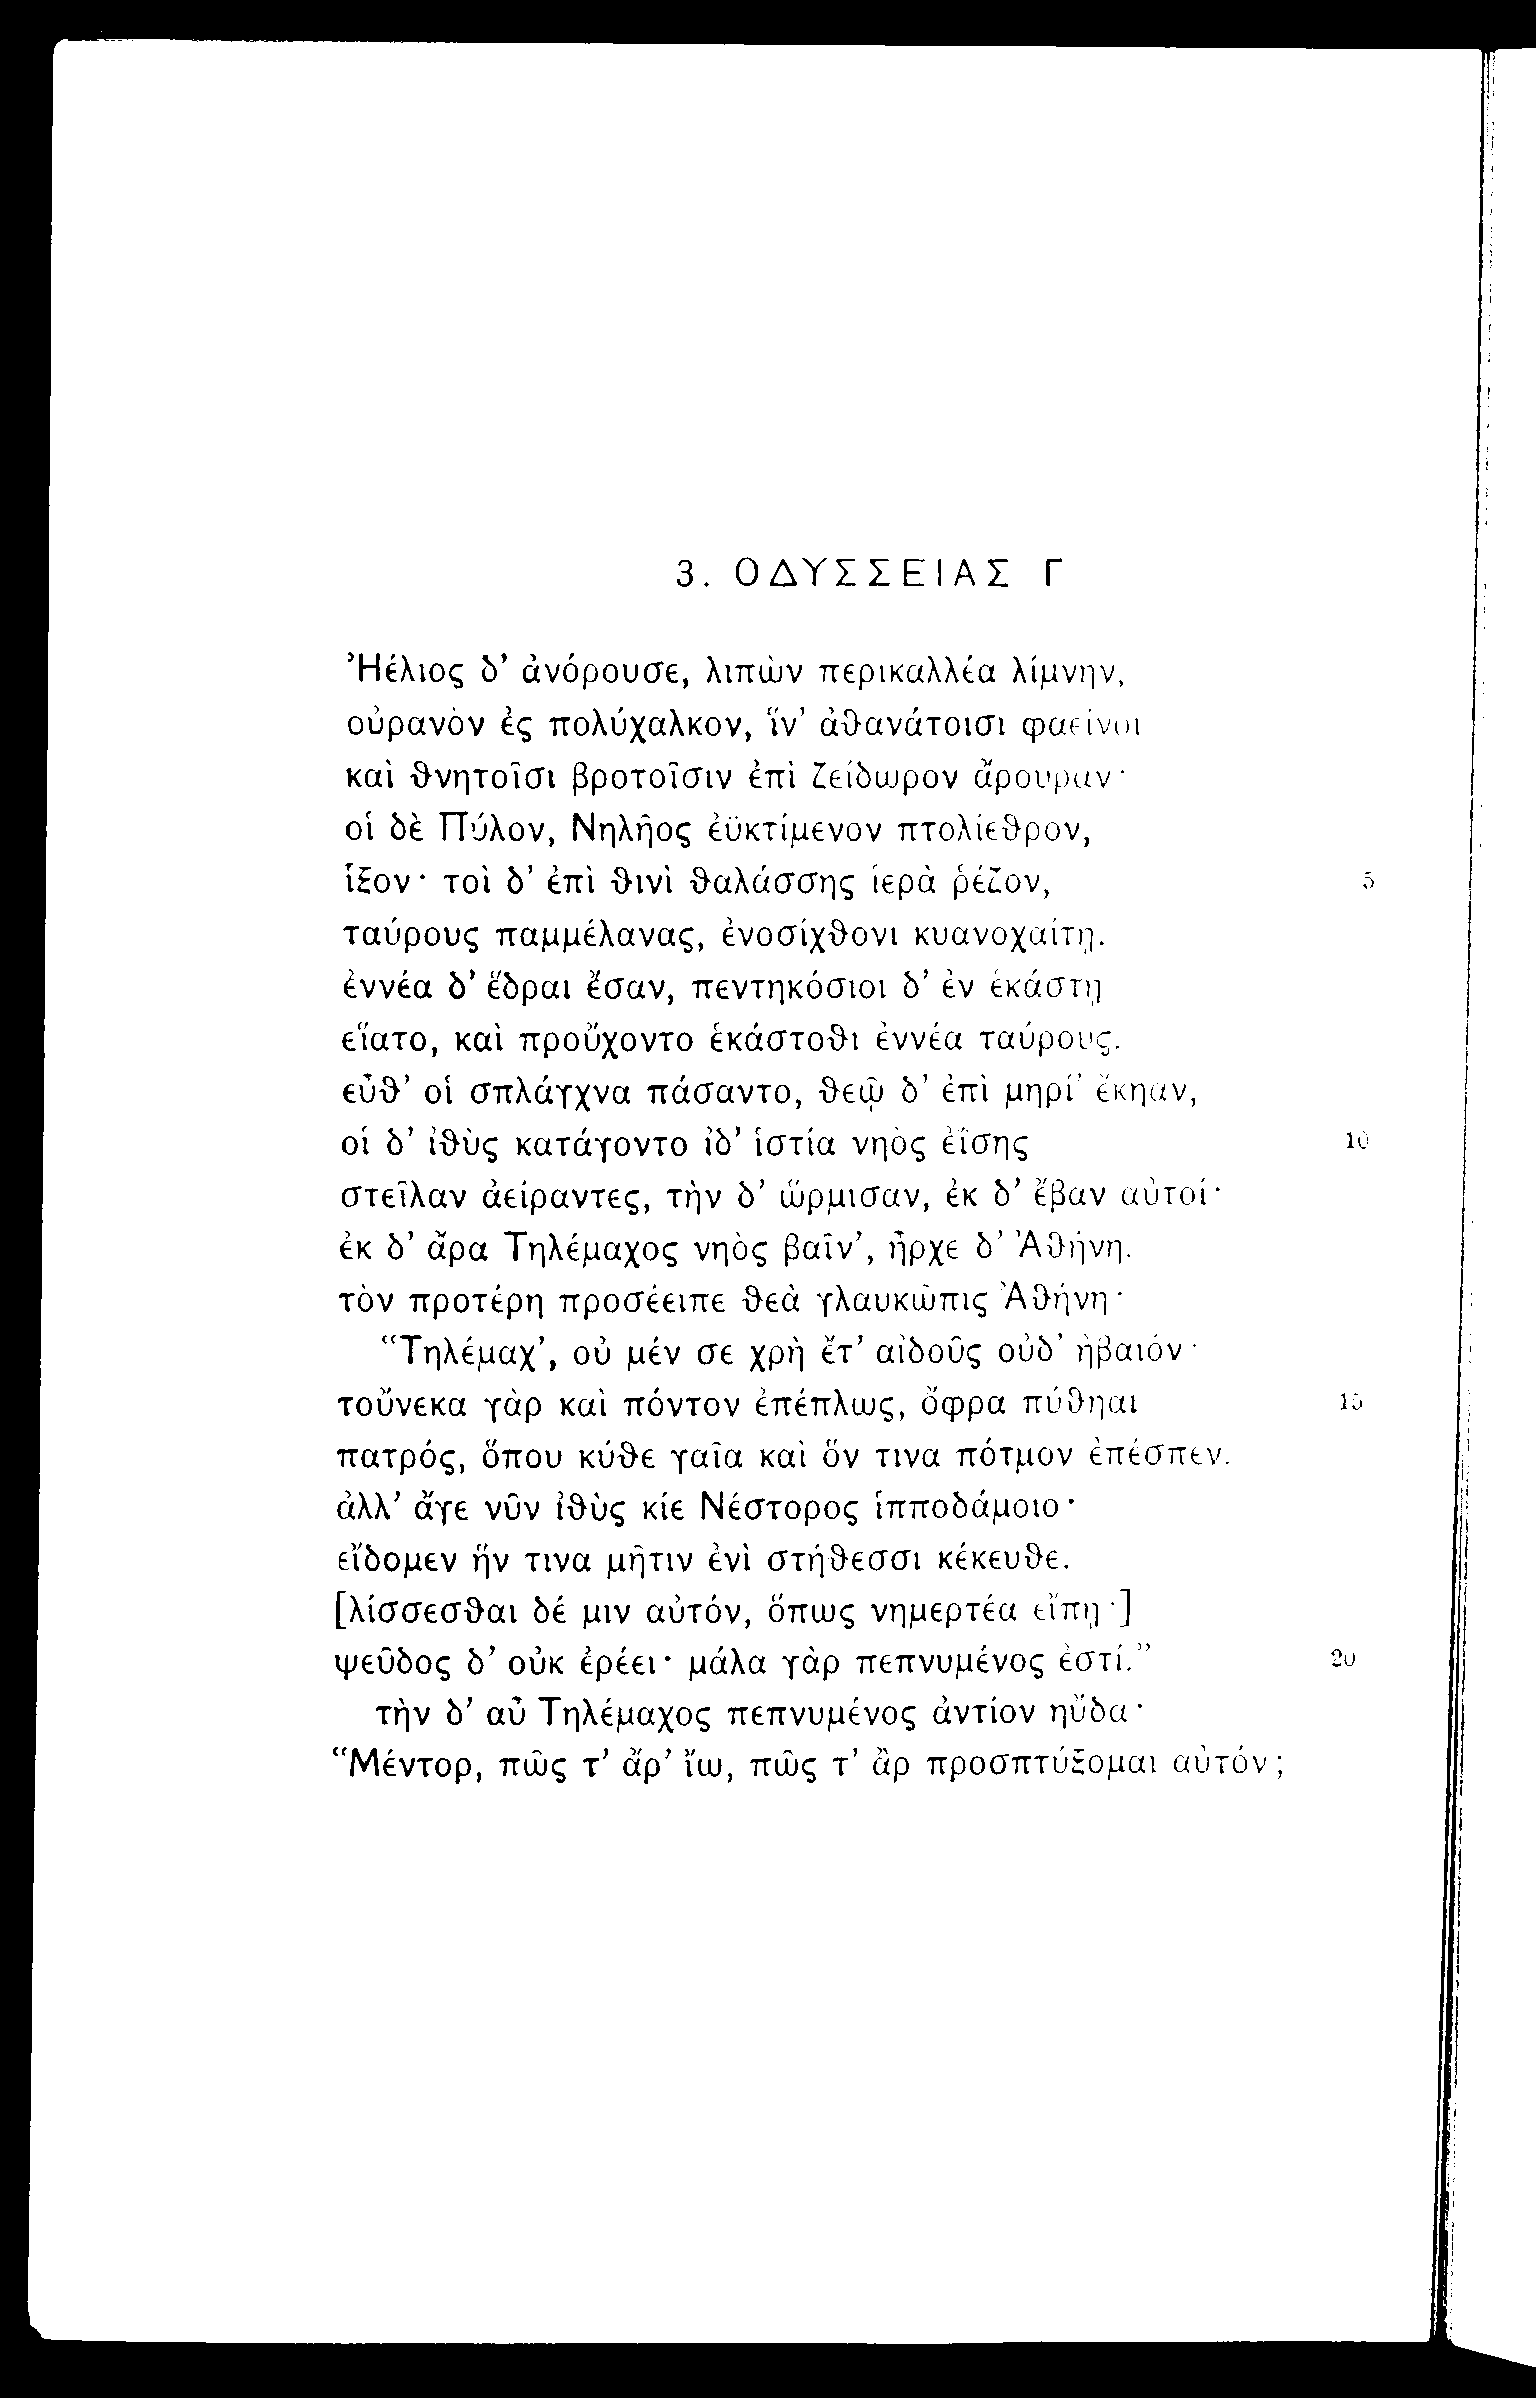 3. ΟΔΥΣΣΕΙΑΣ Γ
Ἠέλιος δ’ ἀνόρουσε, λιπὼν περικαλλέα λίμνην,
οὐρανὸν ἐς πολύχαλκον, ἵν’ ἀθανάτοισι φαείνοι
καὶ θνητοῖσι βροτοῖσιν ἐπὶ ζείδωρον ἄρουραν·
οἱ δὲ Πύλον, Νηλῆος ἐϋκτίμενον πτολίεθρον,
ἷξον· τοὶ δ’ ἐπὶ θινὶ θαλάσσης ἱερὰ ῥέζον, 5
ταύρους παμμέλανας, ἐνοσίχθονι κυανοχαίτῃ.
ἐννέα δ’ ἕδραι ἔσαν, πεντηκόσιοι δ’ ἐν ἑκάστῃ
εἵατο, καὶ προὔχοντο ἑκάστοθι ἐννέα ταύρους.
εὖθ’ οἱ σπλάγχνα πάσαντο, θεῷ δ’ ἐπὶ μηρί’ ἔκηαν,
οἱ δ’ ἰθὺς κατάγοντο ἰδ’ ἱστία νηὸς ἐΐσης 10
στεῖλαν ἀείραντες, τὴν δ’ ὥρμισαν, ἐκ δ’ ἔβαν αὐτοί·
ἐκ δ’ ἄρα Τηλέμαχος νηὸς βαῖν’, ἦρχε δ’ Ἀθήνη.
τὸν προτέρη προσέειπε θεὰ γλαυκῶπις Ἀθήνη·
“Τηλέμαχ’, οὐ μέν σε χρὴ ἔτ’ αἰδοῦς οὐδ’ ἠβαιόν·
τοὔνεκα γὰρ καὶ πόντον ἐπέπλως, ὄφρα πύθηαι 15
πατρός, ὅπου κύθε γαῖα καὶ ὅν τινα πότμον ἐπέσπεν.
ἀλλ’ ἄγε νῦν ἰθὺς κίε Νέστορος ἱπποδάμοιο·
εἴδομεν ἥν τινα μῆτιν ἐνὶ στήθεσσι κέκευθε.
[λίσσεσθαι δέ μιν αὐτόν, ὅπως νημερτέα εἴπῃ·]
ψεῦδος δ’ οὐκ ἐρέει· μάλα γὰρ πεπνυμένος ἐστί.” 20
τὴν δ’ αὖ Τηλέμαχος πεπνυμένος ἀντίον ηὔδα·
“Μέντορ, πῶς τ’ ἄρ’ ἴω, πῶς τ’ ἂρ προσπτύξομαι αὐτόν;